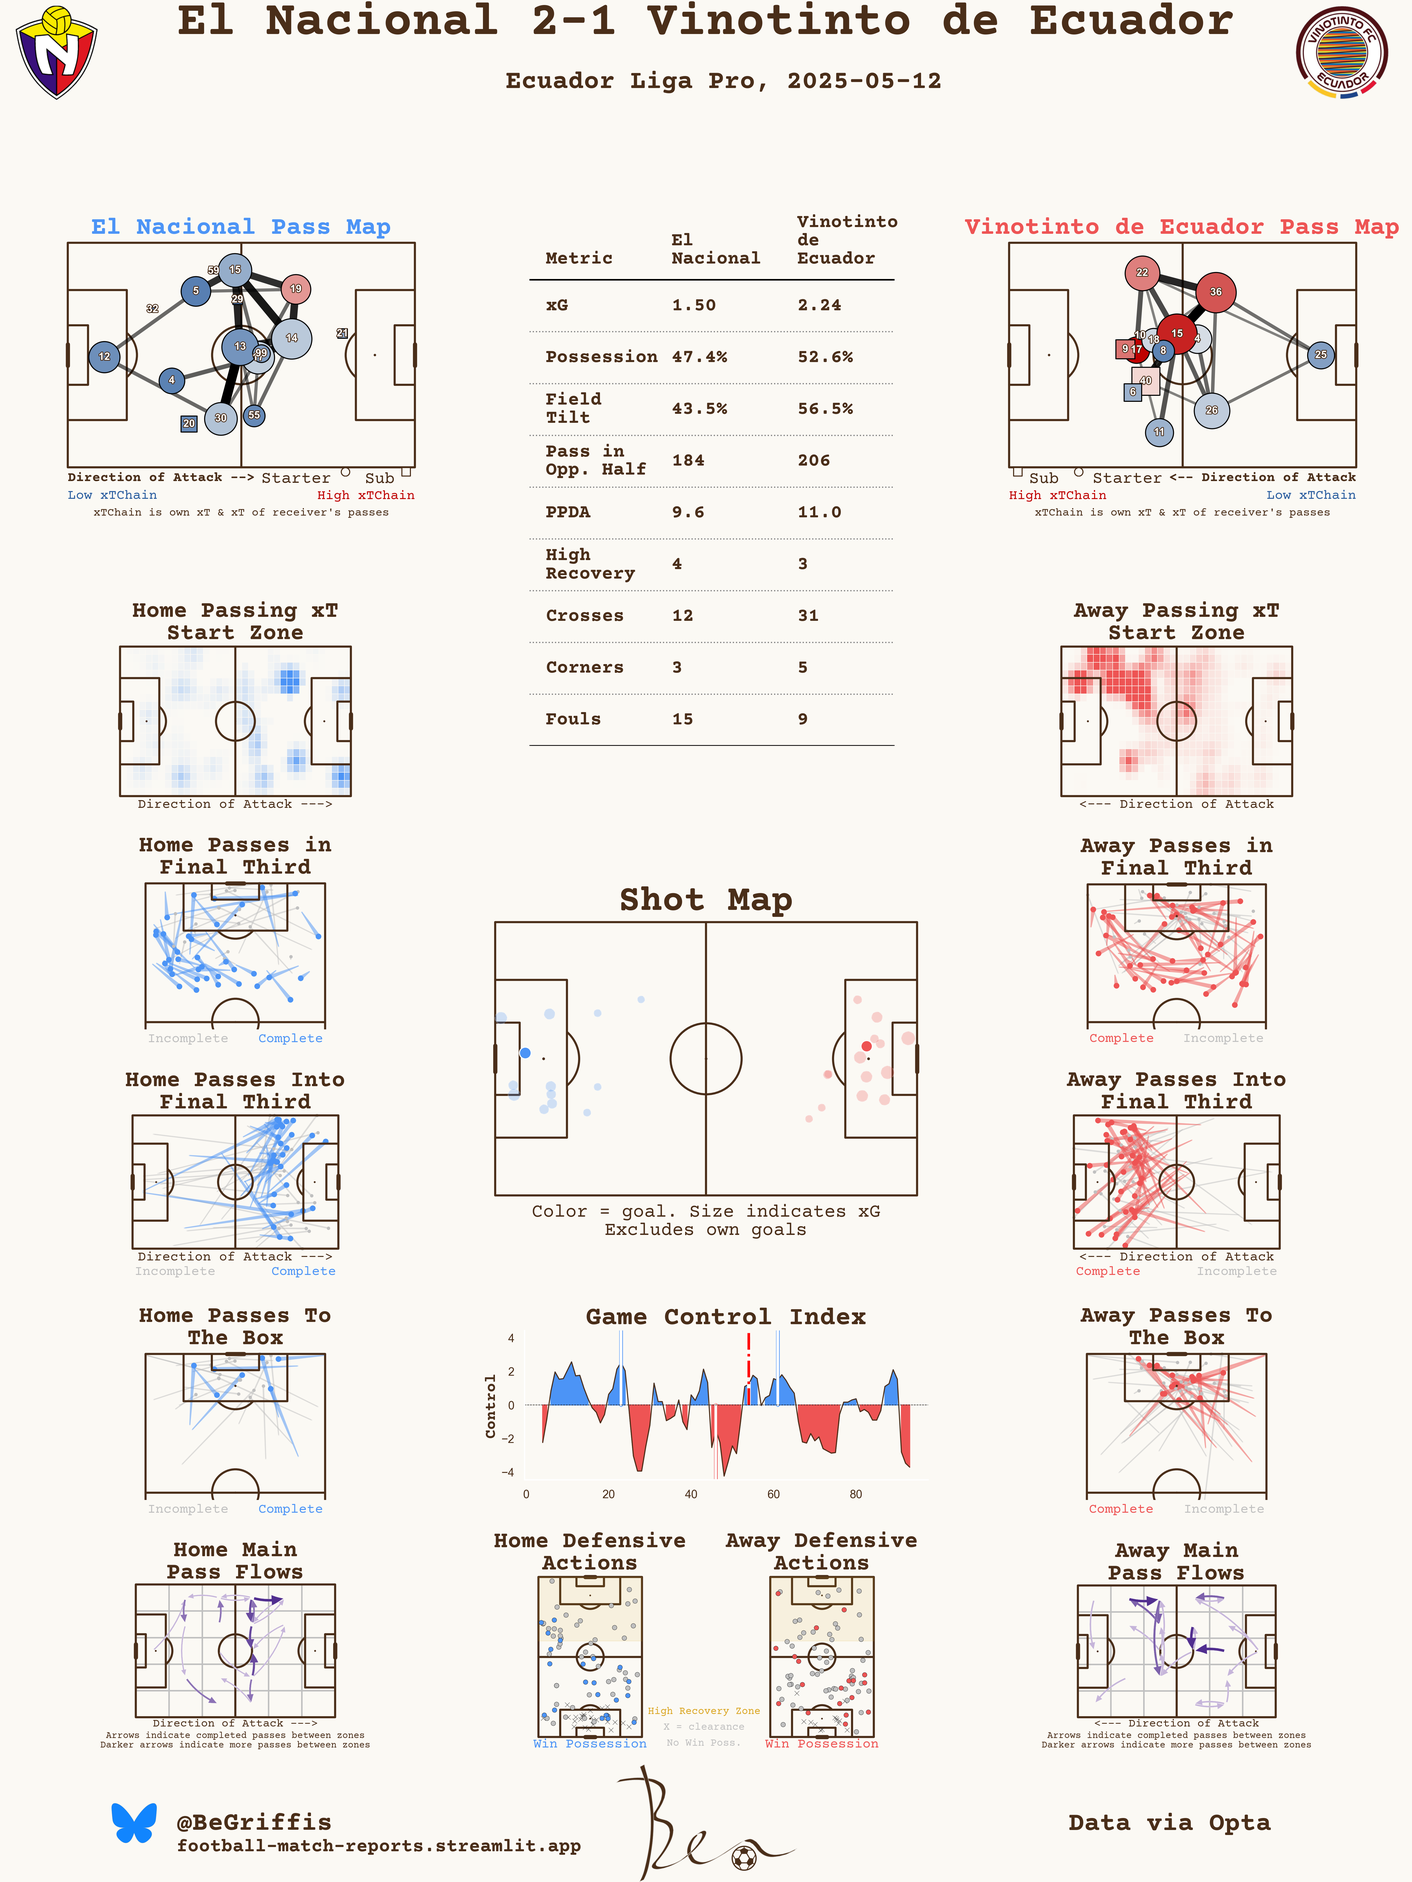 El Nacional 2-1 Vinotinto de Ecuador
Ecuador Liga Pro, 2025-05-12
VINOTINTO FC
ECUADOR
N
El Nacional Pass Map
59
15
5
19
29
32
14
21
13
99
12
4
20
30
55
Direction of Attack --> Starter Sub
Low xTChain High xTChain
xTChain is own xT & xT of receiver's passes
Metric El Nacional Vinotinto de Ecuador
xG 1.50 2.24
Possession 47.4% 52.6%
Field Tilt 43.5% 56.5%
Pass in Opp. Half 184 206
PPDA 9.6 11.0
High Recovery 4 3
Crosses 12 31
Corners 3 5
Fouls 15 9
Vinotinto de Ecuador Pass Map
22
36
10
15
18
4
9
17
8
25
40
6
26
11
Sub Starter <-- Direction of Attack
High xTChain Low xTChain
xTChain is own xT & xT of receiver's passes
Home Passing xT
Start Zone
Direction of Attack --->
Away Passing xT
Start Zone
<--- Direction of Attack
Home Passes in
Final Third
Incomplete Complete
Away Passes in
Final Third
Complete Incomplete
Shot Map
Color = goal. Size indicates xG
Excludes own goals
Home Passes Into
Final Third
Direction of Attack --->
Incomplete Complete
Away Passes Into
Final Third
<--- Direction of Attack
Complete Incomplete
Home Passes To
The Box
Incomplete Complete
Game Control Index
Control
4
2
0
−2
−4
0 20 40 60 80
Away Passes To
The Box
Complete Incomplete
Home Main
Pass Flows
Direction of Attack --->
Arrows indicate completed passes between zones
Darker arrows indicate more passes between zones
Home Defensive
Actions
Win Possession
High Recovery Zone
X = clearance
No Win Poss.
Away Defensive
Actions
Win Possession
Away Main
Pass Flows
<--- Direction of Attack
Arrows indicate completed passes between zones
Darker arrows indicate more passes between zones
@BeGriffis
football-match-reports.streamlit.app
Ben
Data via Opta